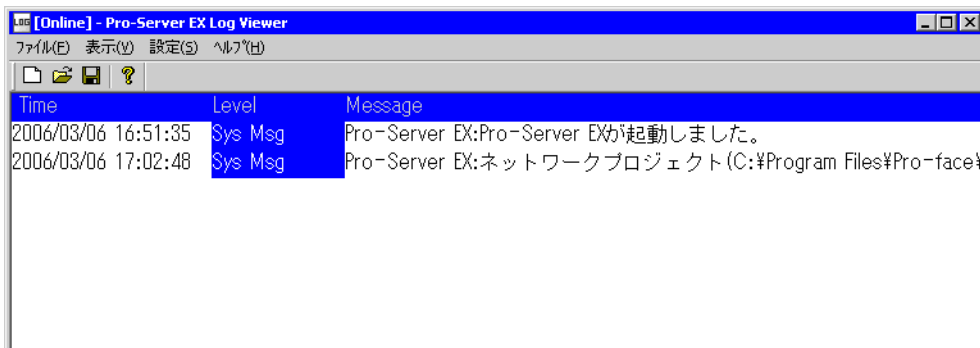 [Online] - Pro-Server EX Log Viewer
ﾌｧｲﾙ(F) 表示(V) 設定(S) ﾍﾙﾌﾟ(H)
Time Level Message
2006/03/06 16:51:35 Sys Msg Pro-Server EX:Pro-Server EXが起動しました。
2006/03/06 17:02:48 Sys Msg Pro-Server EX:ネットワークプロジェクト(C:¥Program Files¥Pro-face¥